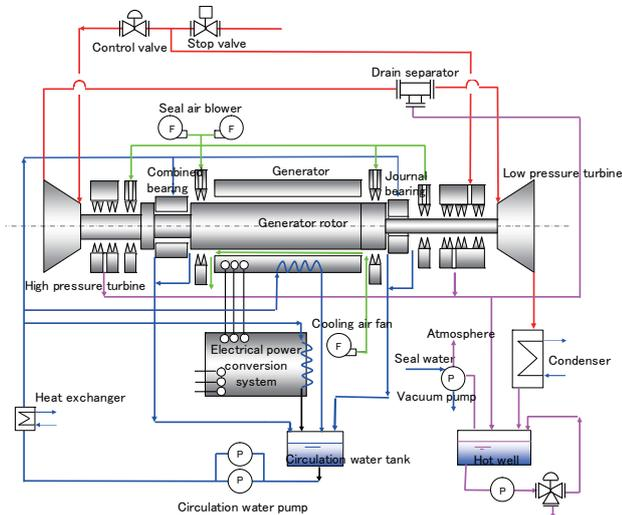 Control valve
Stop valve
Drain separator
Seal air blower
F
F
Combined
bearing
Generator
Journal
bearing
Low pressure turbine
Generator rotor
High pressure turbine
Cooling air fan
F
Electrical power
conversion
system
Atmosphere
Seal water
P
Vacuum pump
Condenser
Heat exchanger
Circulation water tank
Hot well
P
P
P
Circulation water pump